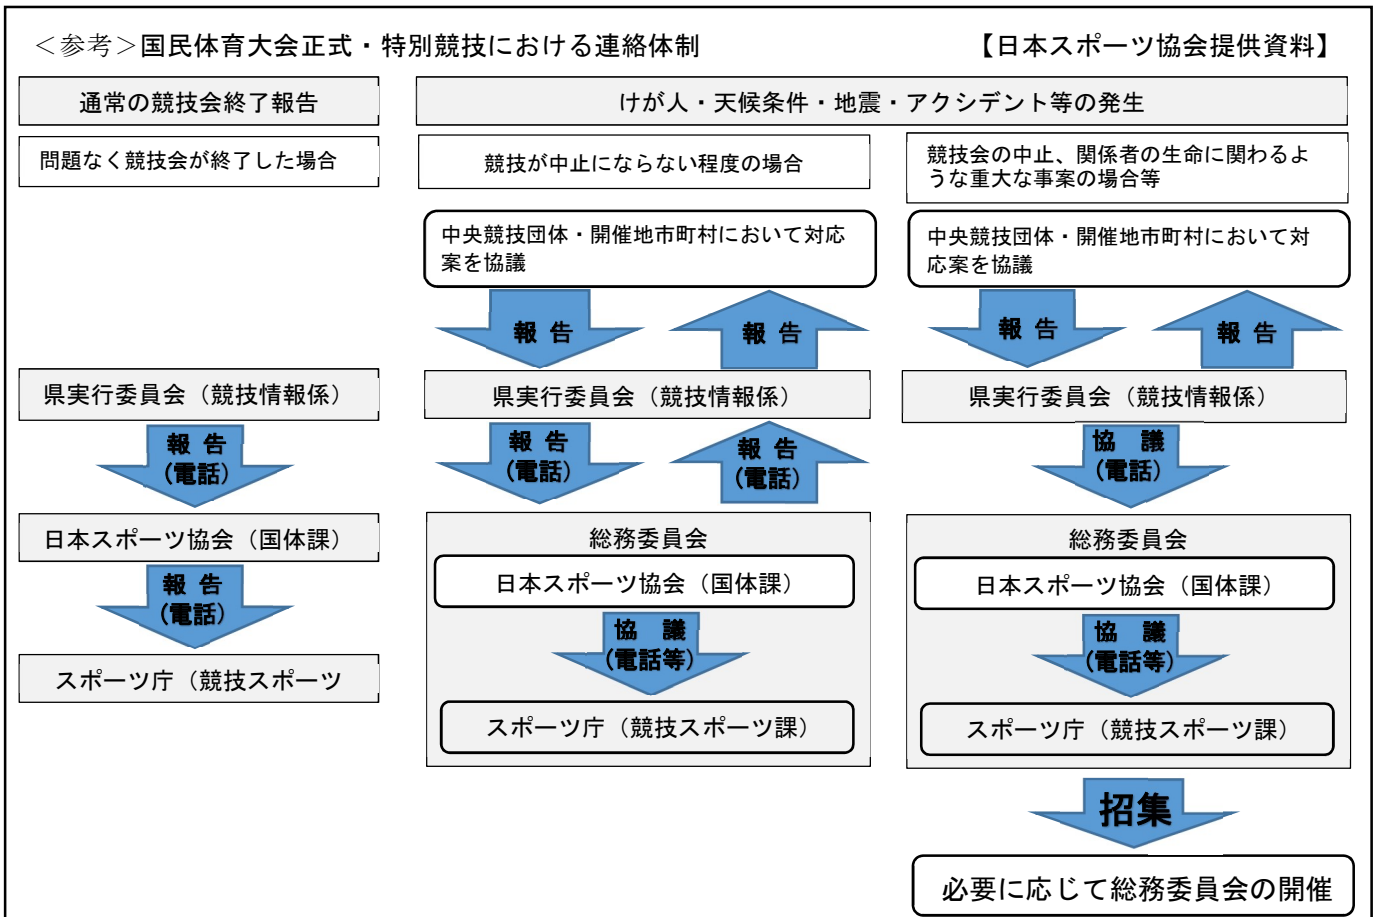 ＜参考＞国民体育大会正式・特別競技における連絡体制
【日本スポーツ協会提供資料】
通常の競技会終了報告
問題なく競技会が終了した場合
県実行委員会（競技情報係）
報 告
（電話）
日本スポーツ協会（国体課）
報 告
（電話）
スポーツ庁（競技スポーツ
けが人・天候条件・地震・アクシデント等の発生
競技が中止にならない程度の場合
中央競技団体・開催地市町村において対応
案を協議
報 告
報 告
県実行委員会（競技情報係）
報 告
（電話）
報 告
（電話）
総務委員会
日本スポーツ協会（国体課）
協　議
（電話等）
スポーツ庁（競技スポーツ課）
競技会の中止、関係者の生命に関わるよ
うな重大な事案の場合等
中央競技団体・開催地市町村において対
応案を協議
報 告
報 告
県実行委員会（競技情報係）
協　議
（電話）
総務委員会
日本スポーツ協会（国体課）
協　議
（電話等）
スポーツ庁（競技スポーツ課）
招集
必要に応じて総務委員会の開催